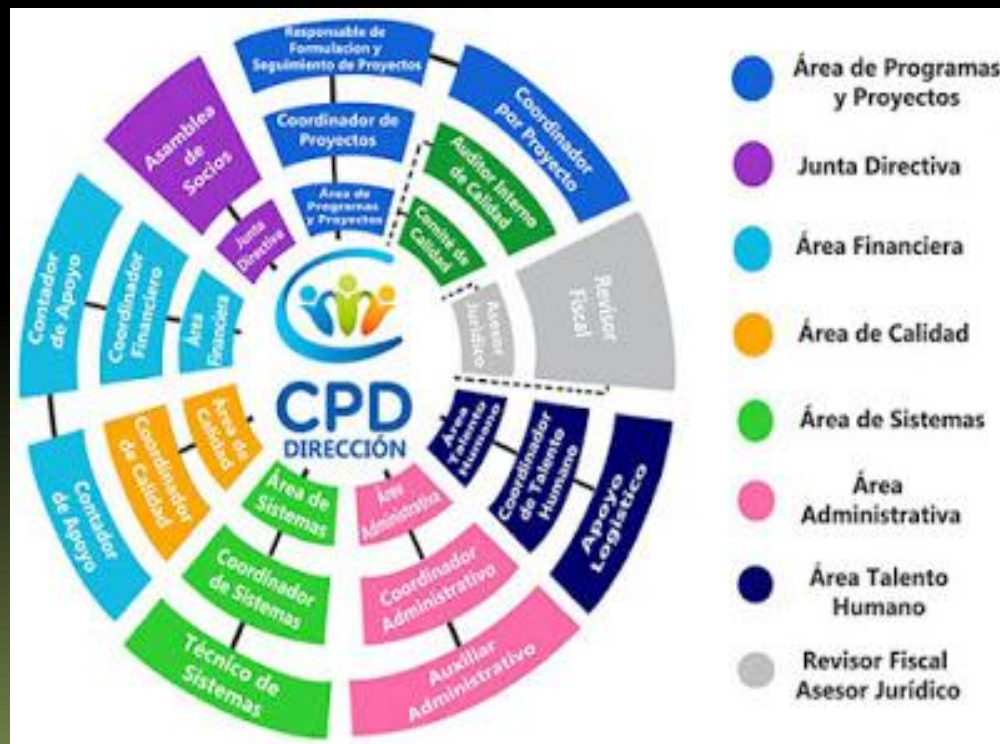 Responsable de
Formulacion y
Seguimiento de Proyectos
Coordinador de
Proyectos
Área de
Programas
y Proyectos
Coordinador
por Proyecto
Auditor Interno
de Calidad
Comité de
Calidad
Revisor
Fiscal
Asesor
Jurídico
Área
Talento
Humano
Coordinador
de Talento
Humano
Apoyo
Logístico
Área
Administrativa
Coordinador
Administrativo
Auxiliar
Administrativo
Área de
Sistemas
Coordinador
de Sistemas
Técnico de
Sistemas
Área de
Calidad
Coordinador
de Calidad
Contador
de Apoyo
Área
Financiera
Coordinador
Financiero
Contador
de Apoyo
Asamblea
de
Socios
Junta
Directiva
CPD
DIRECCIÓN
Área de Programas
y Proyectos
Junta Directiva
Área Financiera
Área de Calidad
Área de Sistemas
Área
Administrativa
Área Talento
Humano
Revisor Fiscal
Asesor Jurídico